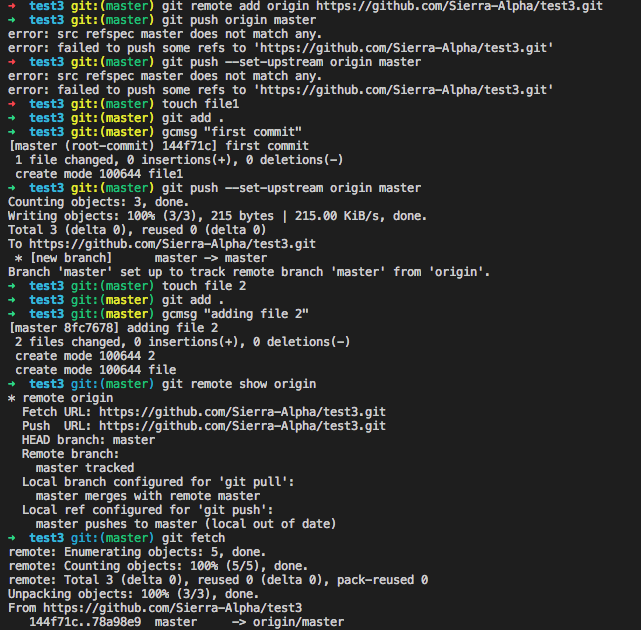 ➜  test3 git:(master) git remote add origin https://github.com/Sierra-Alpha/test3.git
➜  test3 git:(master) git push origin master
error: src refspec master does not match any.
error: failed to push some refs to 'https://github.com/Sierra-Alpha/test3.git'
➜  test3 git:(master) git push --set-upstream origin master
error: src refspec master does not match any.
error: failed to push some refs to 'https://github.com/Sierra-Alpha/test3.git'
➜  test3 git:(master) touch file1
➜  test3 git:(master) git add .
➜  test3 git:(master) gcmsg "first commit"
[master (root-commit) 144f71c] first commit
 1 file changed, 0 insertions(+), 0 deletions(-)
 create mode 100644 file1
➜  test3 git:(master) git push --set-upstream origin master
Counting objects: 3, done.
Writing objects: 100% (3/3), 215 bytes | 215.00 KiB/s, done.
Total 3 (delta 0), reused 0 (delta 0)
To https://github.com/Sierra-Alpha/test3.git
 * [new branch]      master -> master
Branch 'master' set up to track remote branch 'master' from 'origin'.
➜  test3 git:(master) touch file 2
➜  test3 git:(master) git add .
➜  test3 git:(master) gcmsg "adding file 2"
[master 8fc7678] adding file 2
 2 files changed, 0 insertions(+), 0 deletions(-)
 create mode 100644 2
 create mode 100644 file
➜  test3 git:(master) git remote show origin
* remote origin
  Fetch URL: https://github.com/Sierra-Alpha/test3.git
  Push  URL: https://github.com/Sierra-Alpha/test3.git
  HEAD branch: master
  Remote branch:
    master tracked
  Local branch configured for 'git pull':
    master merges with remote master
  Local ref configured for 'git push':
    master pushes to master (local out of date)
➜  test3 git:(master) git fetch
remote: Enumerating objects: 5, done.
remote: Counting objects: 100% (5/5), done.
remote: Total 3 (delta 0), reused 0 (delta 0), pack-reused 0
Unpacking objects: 100% (3/3), done.
From https://github.com/Sierra-Alpha/test3
   144f71c..78a98e9  master     -> origin/master